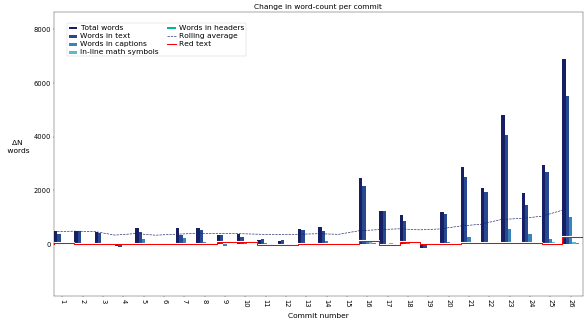 Change in word-count per commit
Total words
Words in text
Words in captions
In-line math symbols
Words in headers
Rolling average
Red text
8000
6000
4000
2000
0
ΔN
words
1 2 3 4 5 6 7 8 9 10 11 12 13 14 15 16 17 18 19 20 21 22 23 24 25 26
Commit number